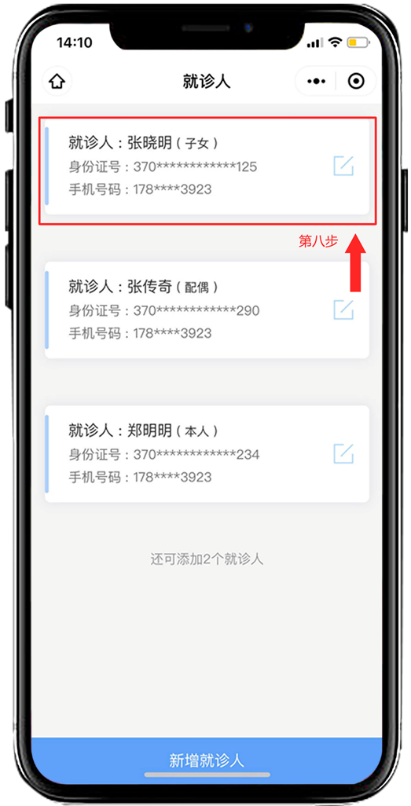 14:10
就诊人
就诊人：张晓明（子女）
身份证号：370************125
手机号码：178****3923
第八步
就诊人：张传奇（配偶）
身份证号：370************290
手机号码：178****3923
就诊人：郑明明（本人）
身份证号：370************234
手机号码：178****3923
还可添加2个就诊人
新增就诊人